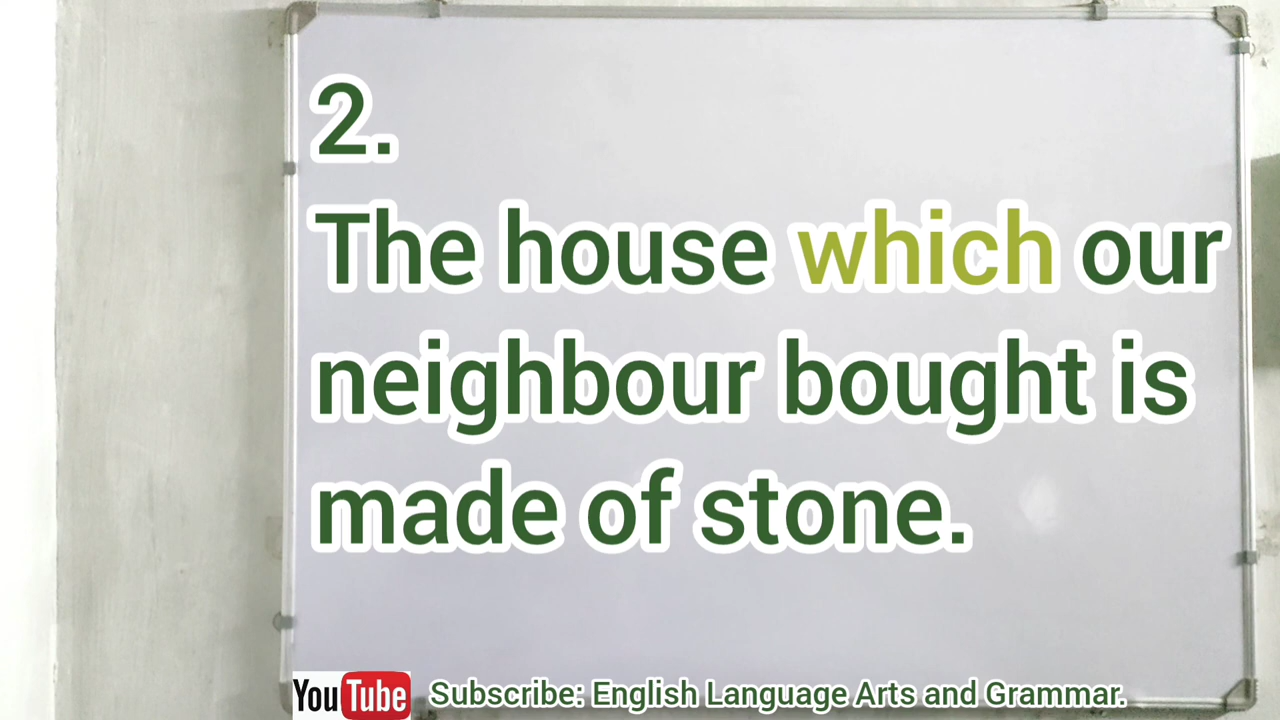 2.
The house which our
neighbour bought is
made of stone.
YouTube Subscribe: English Language Arts and Grammar.